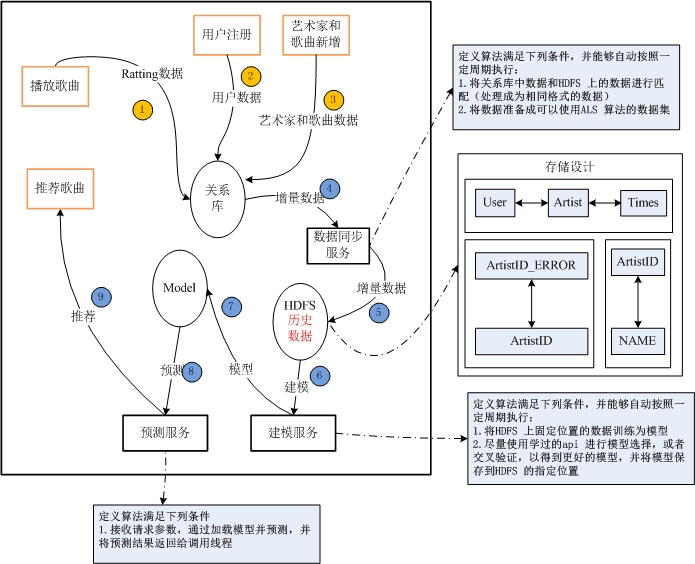 用户注册
艺术家和
歌曲新增
播放歌曲
Ratting数据
1
2
用户数据
3
艺术家和歌曲数据
定义算法满足下列条件，并能够自动按照一
定周期执行：
1.将关系库中数据和HDFS 上的数据进行匹
配（处理成为相同格式的数据）
2.将数据准备成可以使用ALS 算法的数据集
推荐歌曲
关系
库
4
增量数据
数据同步
服务
存储设计
User
Artist
Times
ArtistID_ERROR
ArtistID
ArtistID
NAME
Model
HDFS
历史
数据
增量数据
5
9
推荐
7
模型
预测
8
6
建模
预测服务
建模服务
定义算法满足下列条件，并能够自动按照一
定周期执行：
1.将HDFS 上固定位置的数据训练为模型
2.尽量使用学过的api 进行模型选择，或者
交叉验证，以得到更好的模型，并将模型保
存到HDFS 的指定位置
定义算法满足下列条件
1.接收请求参数，通过加载模型并预测，并
将预测结果返回给调用线程